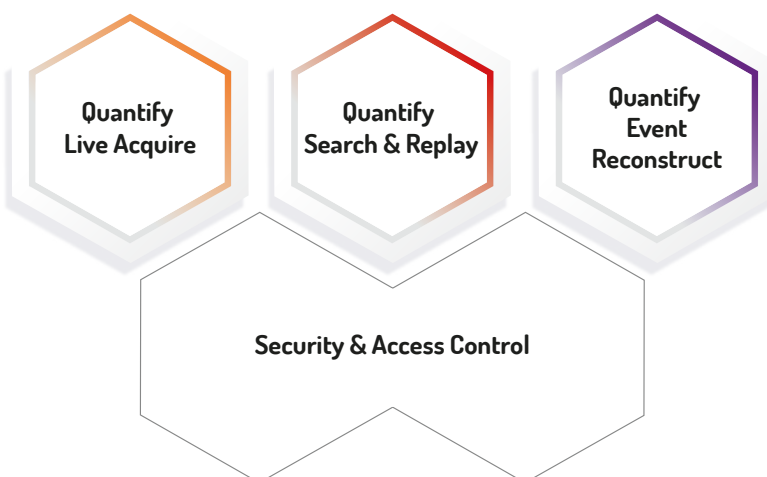 Quantify
Live Acquire
Quantify
Search & Replay
Quantify
Event
Reconstruct
Security & Access Control